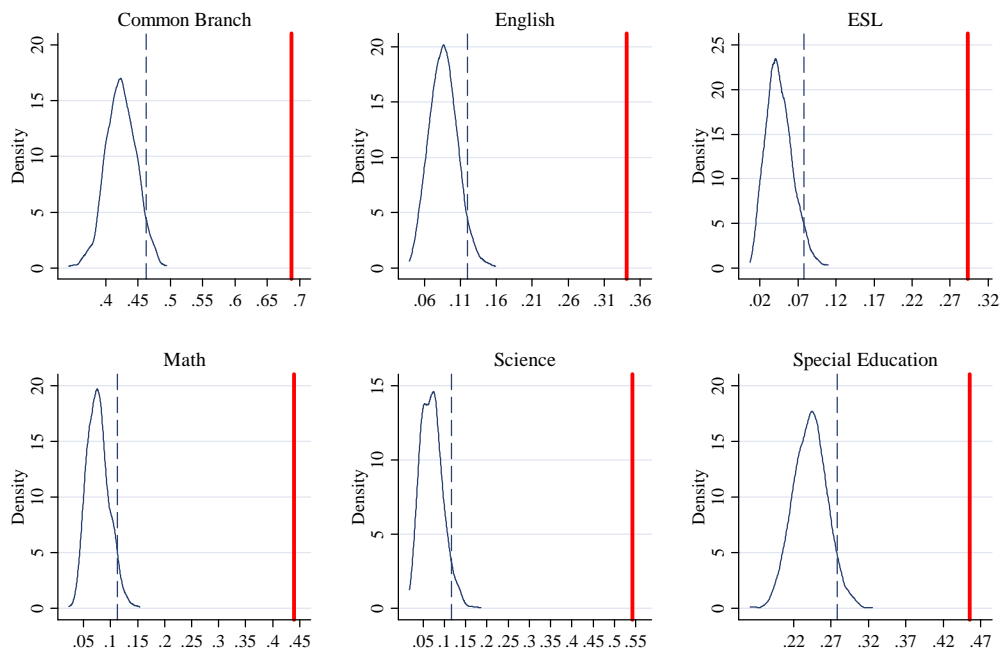 Common Branch
Density
0 5 10 15 20
.4 .45 .5 .55 .6 .65 .7
English
Density
0 5 10 15 20
.06 .11 .16 .21 .26 .31 .36
ESL
Density
0 5 10 15 20 25
.02 .07 .12 .17 .22 .27 .32
Math
Density
0 5 10 15 20
.05 .1 .15 .2 .25 .3 .35 .4 .45
Science
Density
0 5 10 15
.05 .1 .15 .2 .25 .3 .35 .4 .45 .5 .55
Special Education
Density
0 5 10 15 20
.22 .27 .32 .37 .42 .47